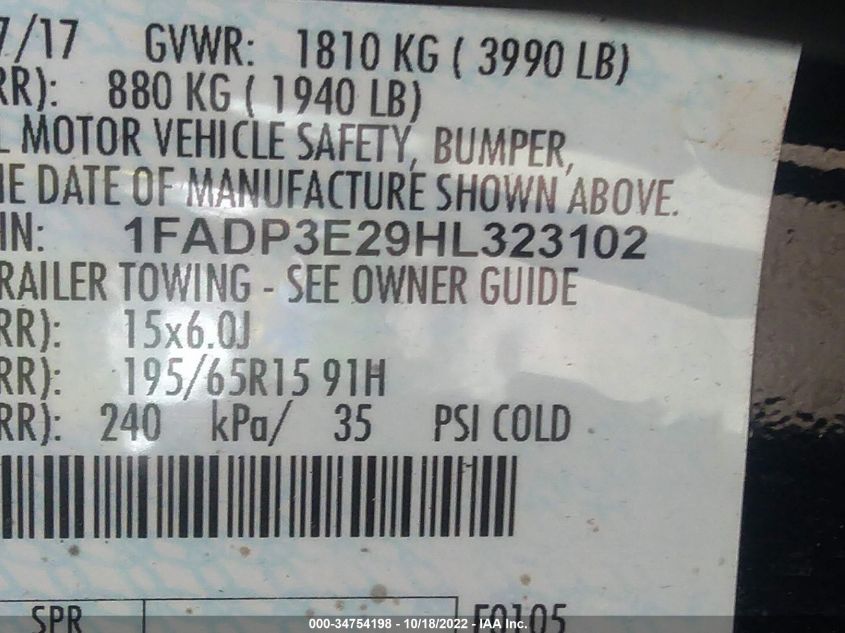 7/17 GVWR: 1810 KG ( 3990 LB)
RR): 880 KG ( 1940 LB)
L MOTOR VEHICLE SAFETY, BUMPER,
HE DATE OF MANUFACTURE SHOWN ABOVE.
IN: 1FADP3E29HL323102
RAILER TOWING - SEE OWNER GUIDE
RR): 15x6.0J
RR): 195/65R15 91H
RR): 240 kPa/ 35 PSI COLD
SPR F0105
000-34754198 - 10/18/2022 - IAA Inc.